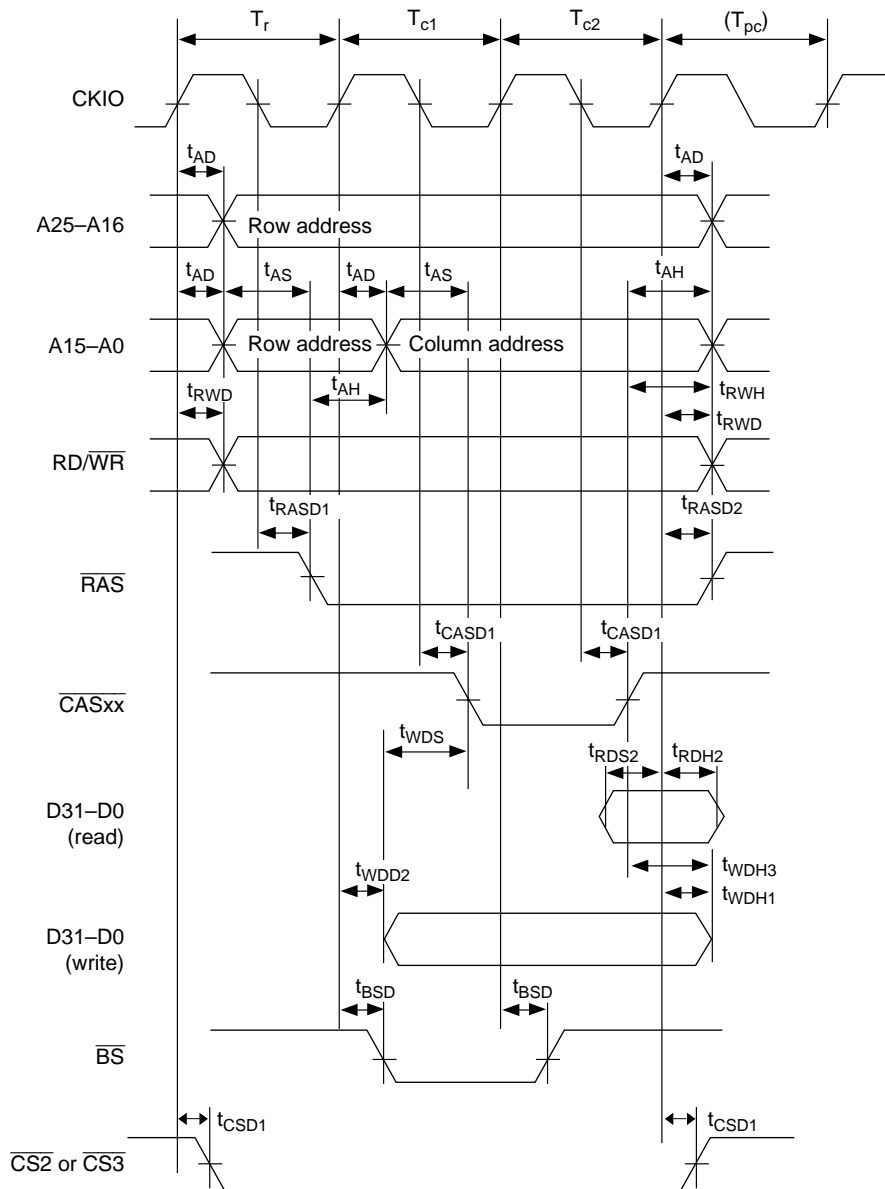 Tr Tc1 Tc2 (Tpc)
CKIO
tAD tAD
A25–A16 Row address
tAD tAS tAD tAS tAH
A15–A0 Row address Column address
tRWD tAH tRWH
tRWD
RD/WR
tRASD1 tRASD2
RAS
tCASD1 tCASD1
CASxx
tWDS tRDS2 tRDH2
D31–D0
(read)
tWDH3
tWDD2 tWDH1
D31–D0
(write)
tBSD tBSD
BS
tCSD1 tCSD1
CS2 or CS3